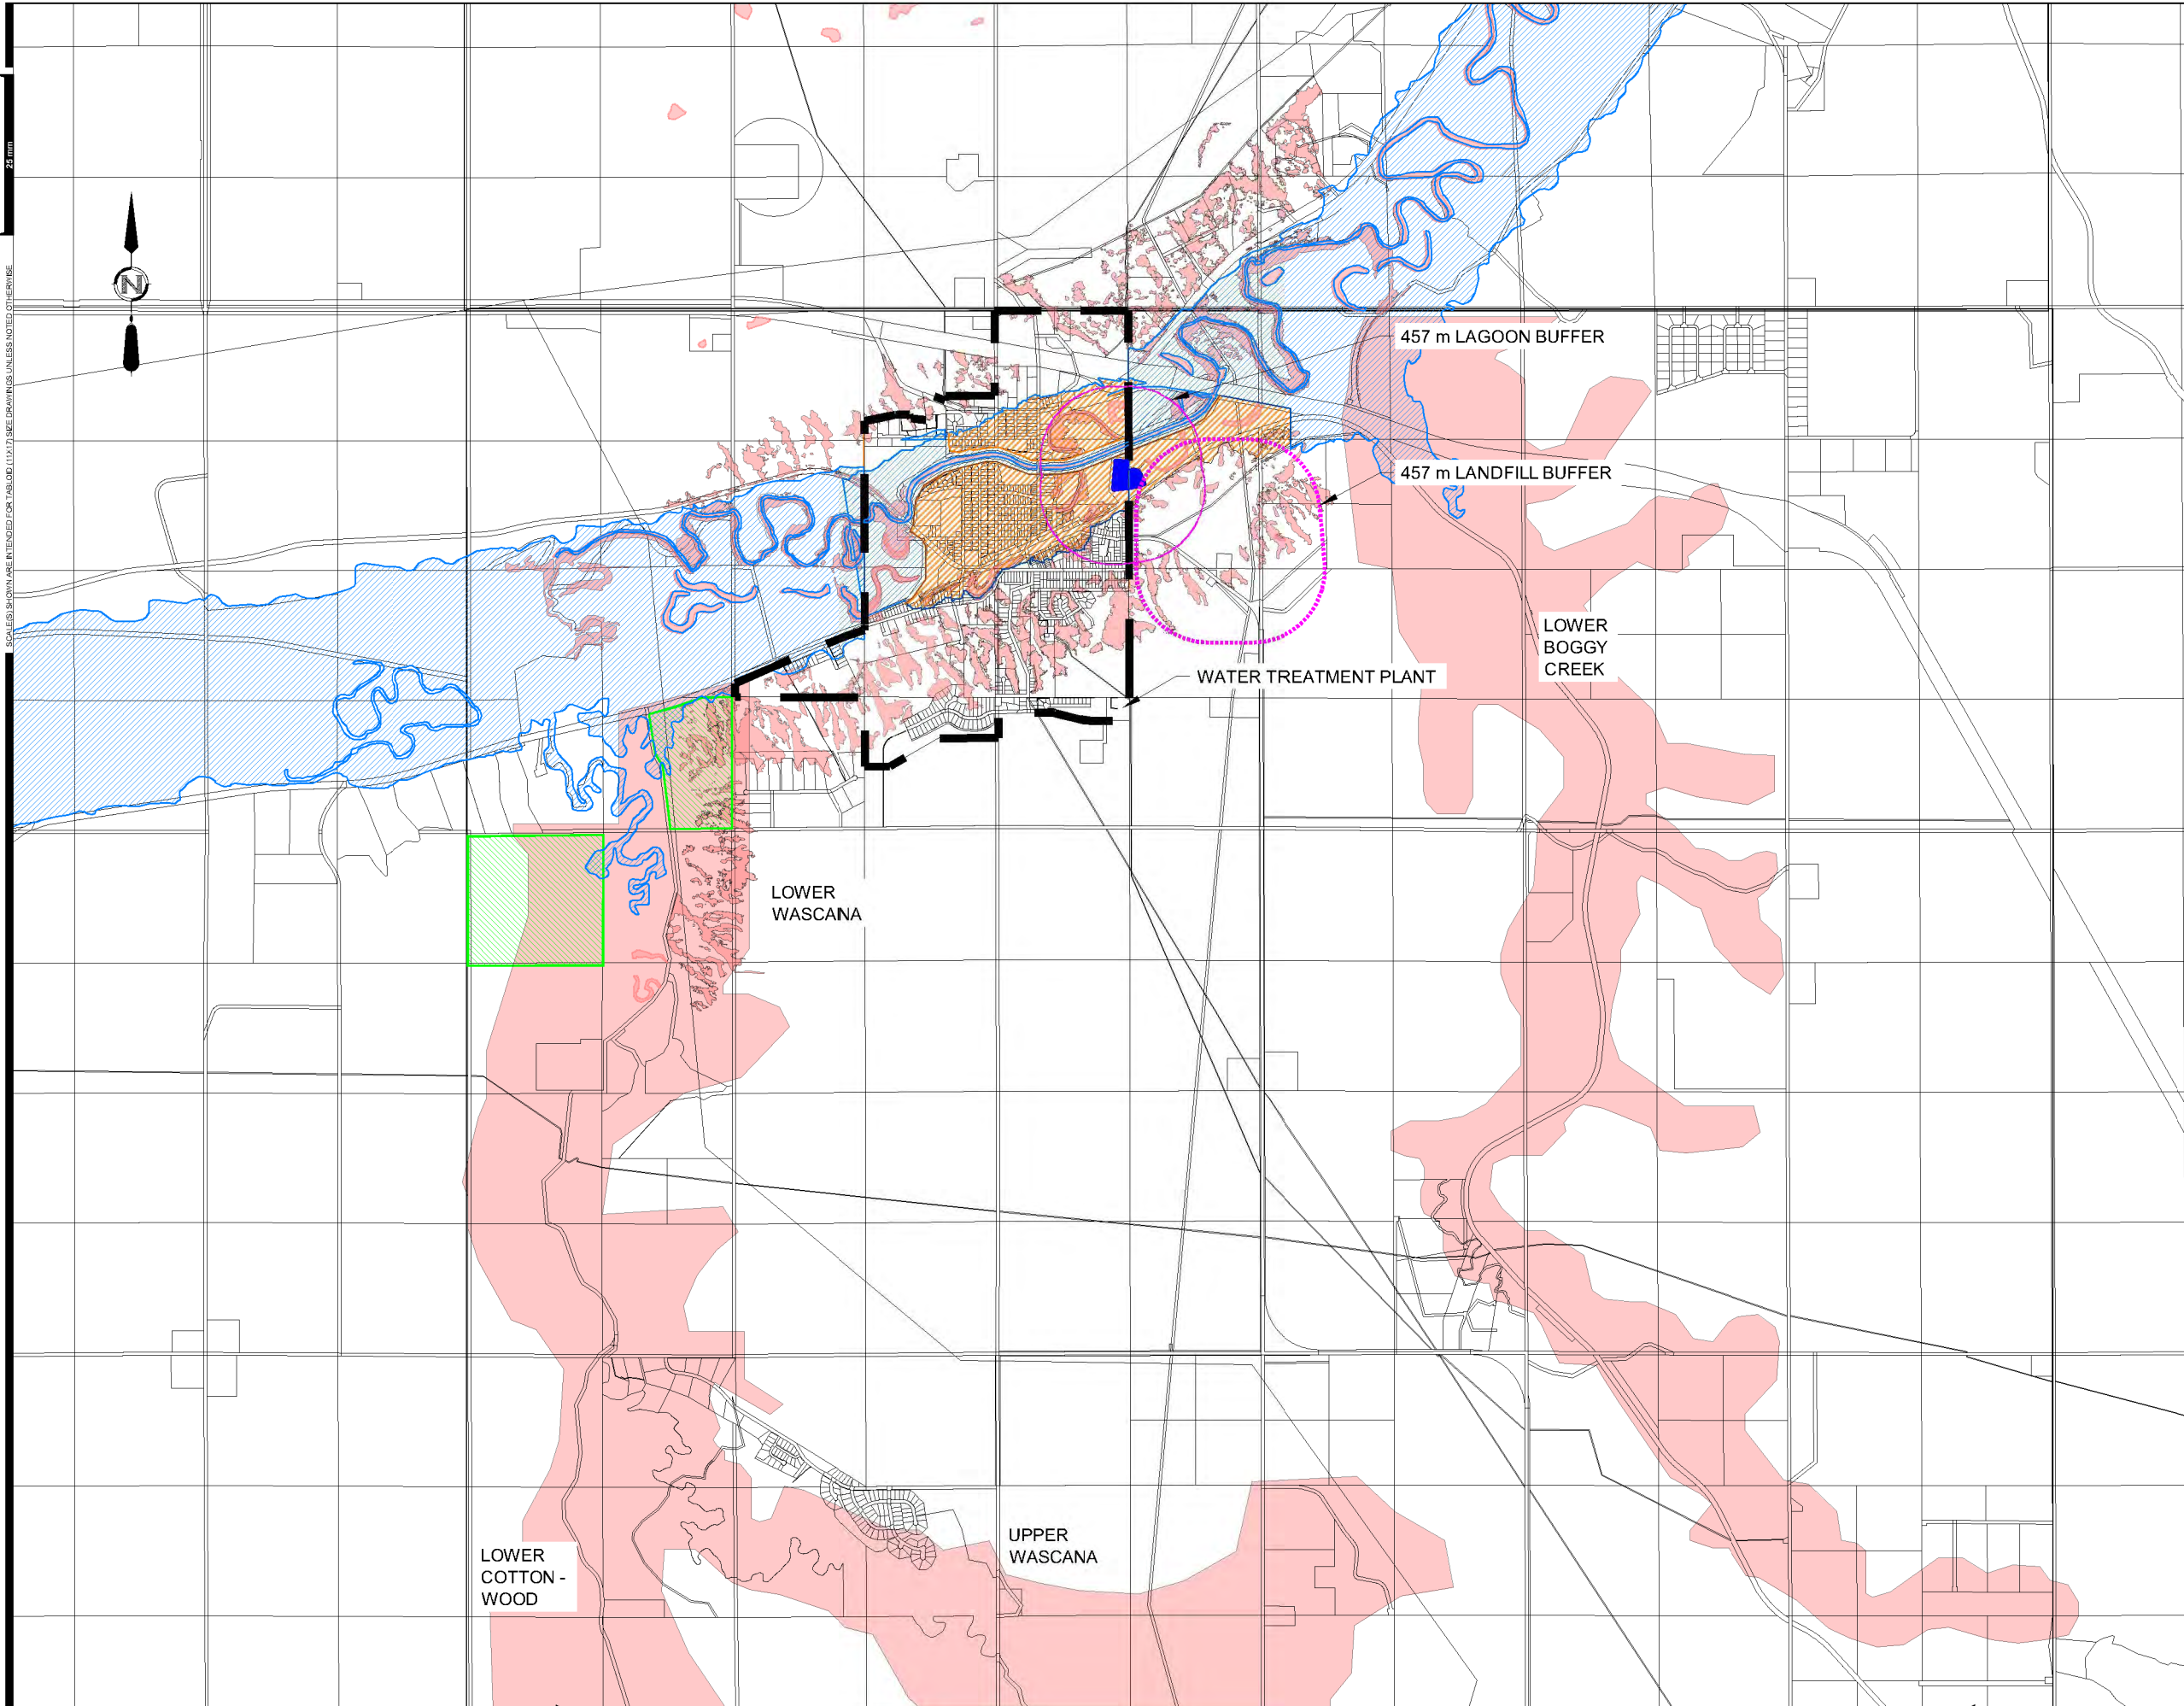 25 mm
SCALE(S) SHOWN ARE INTENDED FOR TABLOID (11X17) SIZE DRAWINGS UNLESS NOTED OTHERWISE
N
457 m LAGOON BUFFER
457 m LANDFILL BUFFER
LOWER
BOGGY
CREEK
WATER TREATMENT PLANT
LOWER
WASCANA
UPPER
WASCANA
LOWER
COTTON -
WOOD